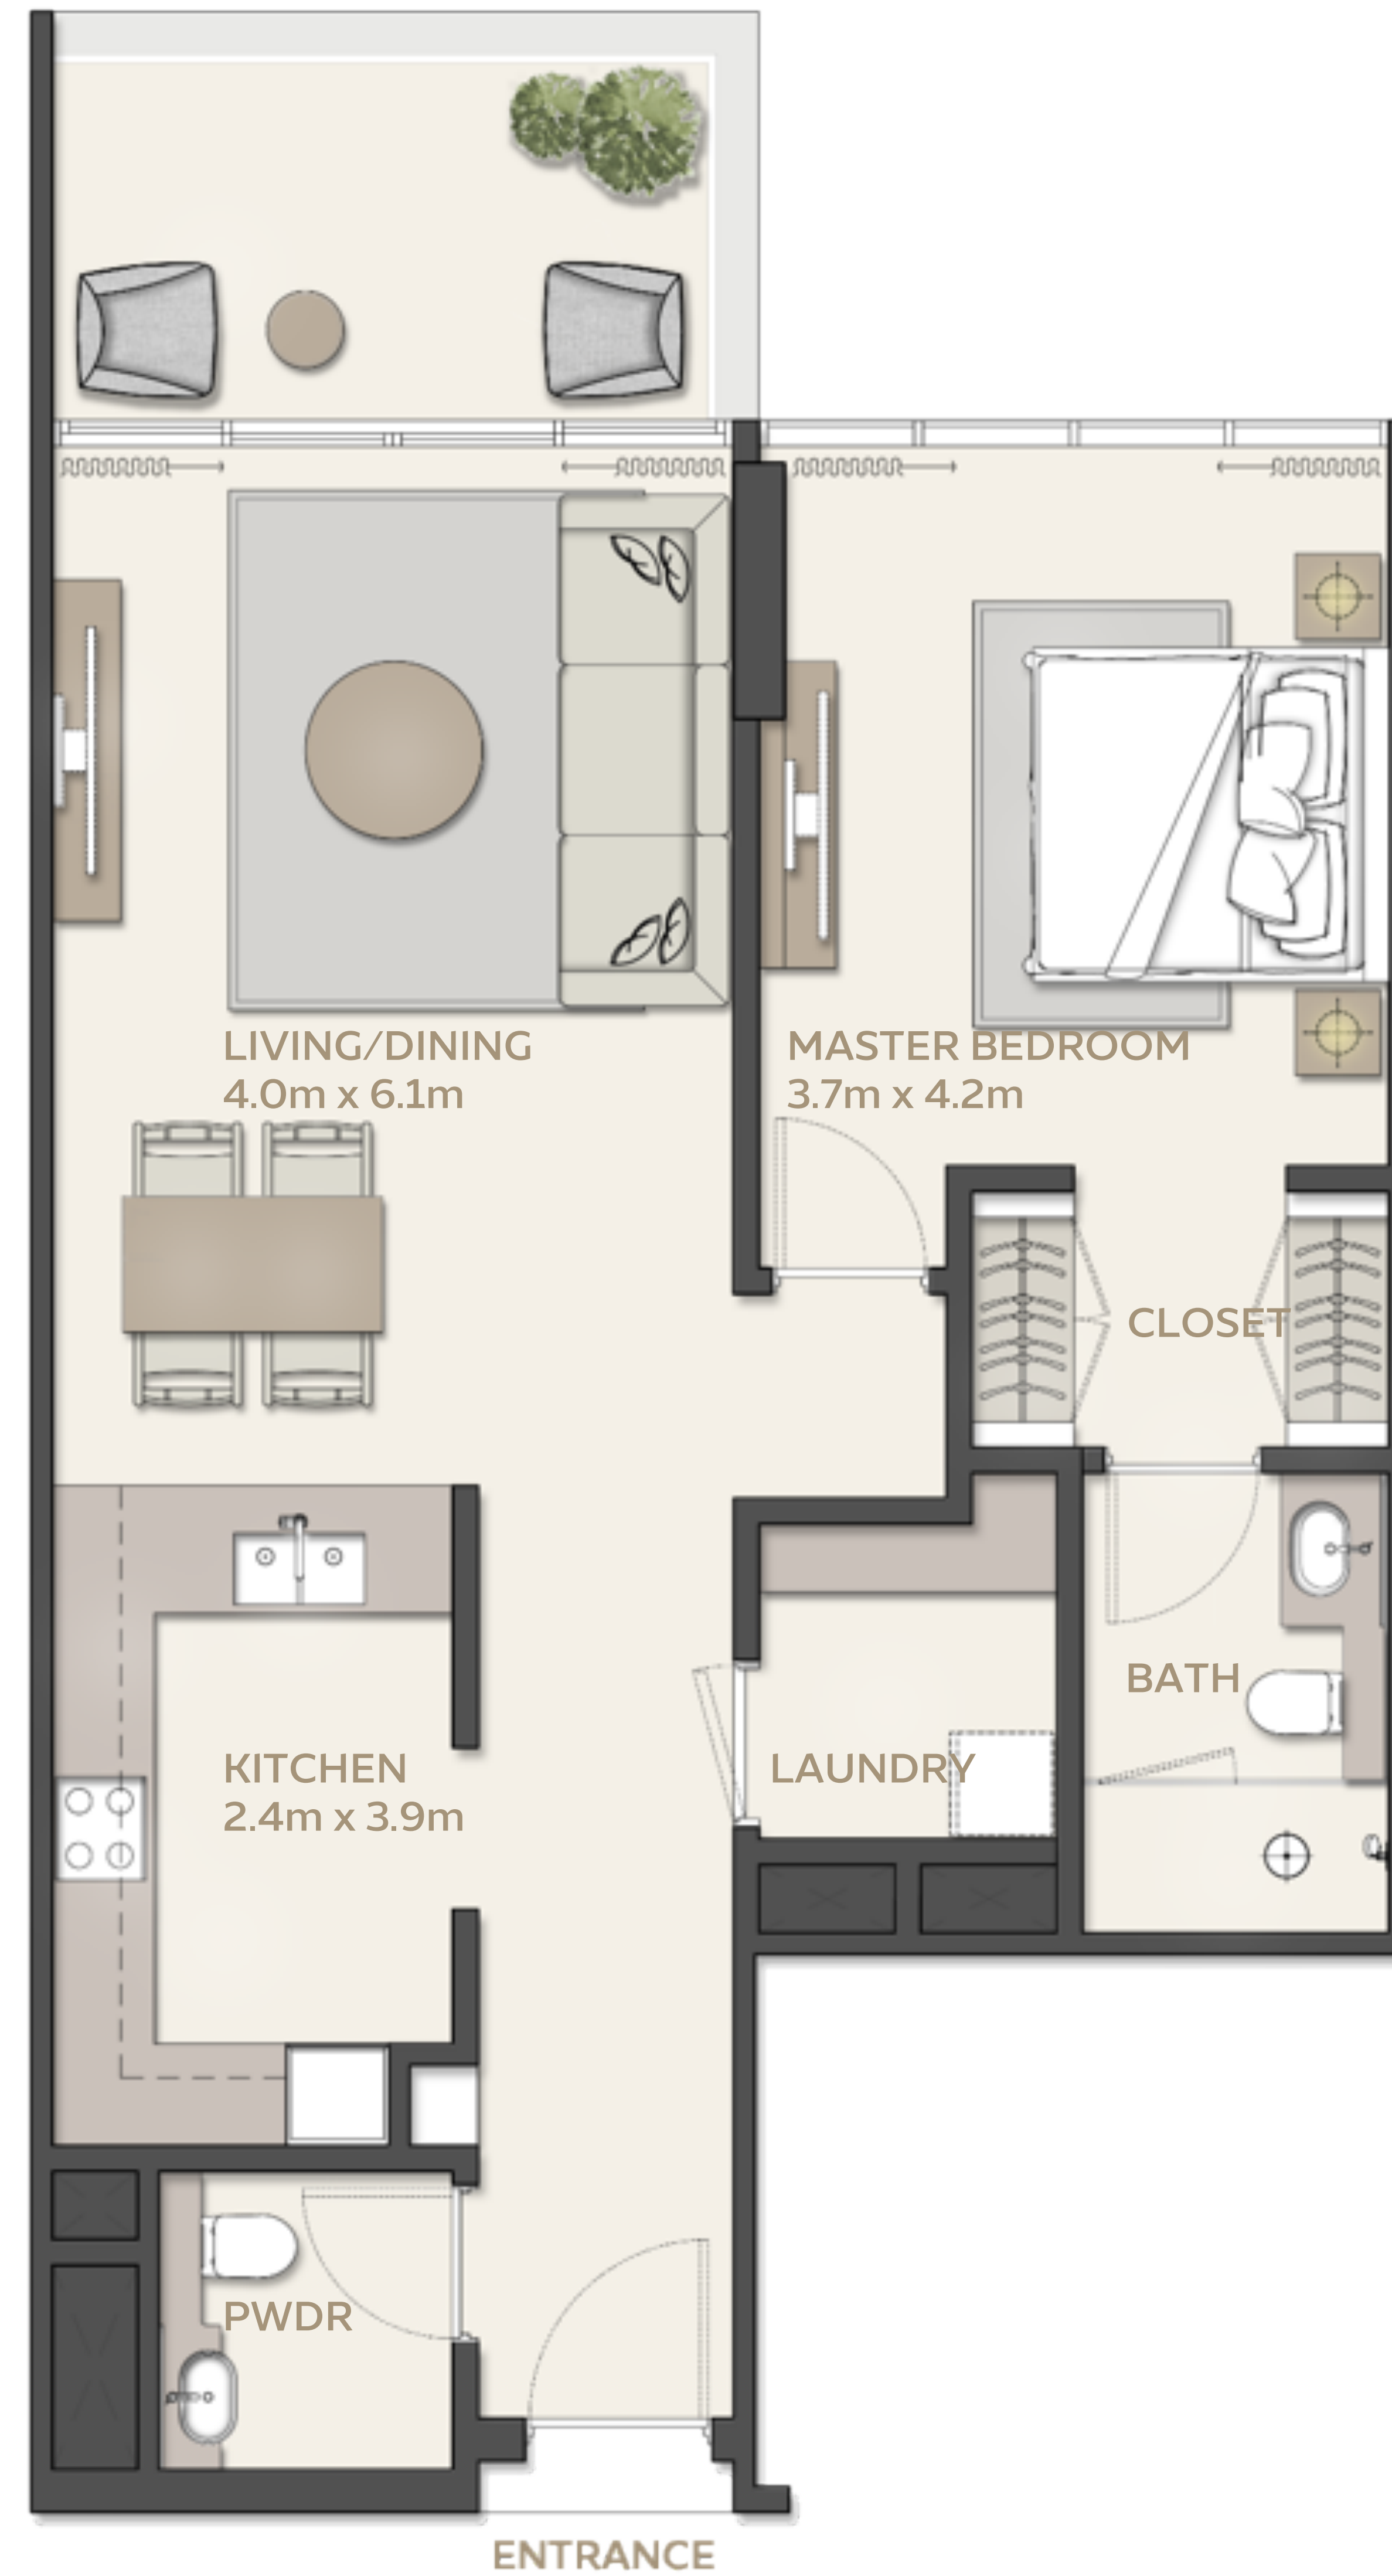 LIVING/DINING
4.0m x 6.1m
MASTER BEDROOM
3.7m x 4.2m
CLOSET
BATH
KITCHEN
2.4m x 3.9m
LAUNDRY
PWDR
ENTRANCE